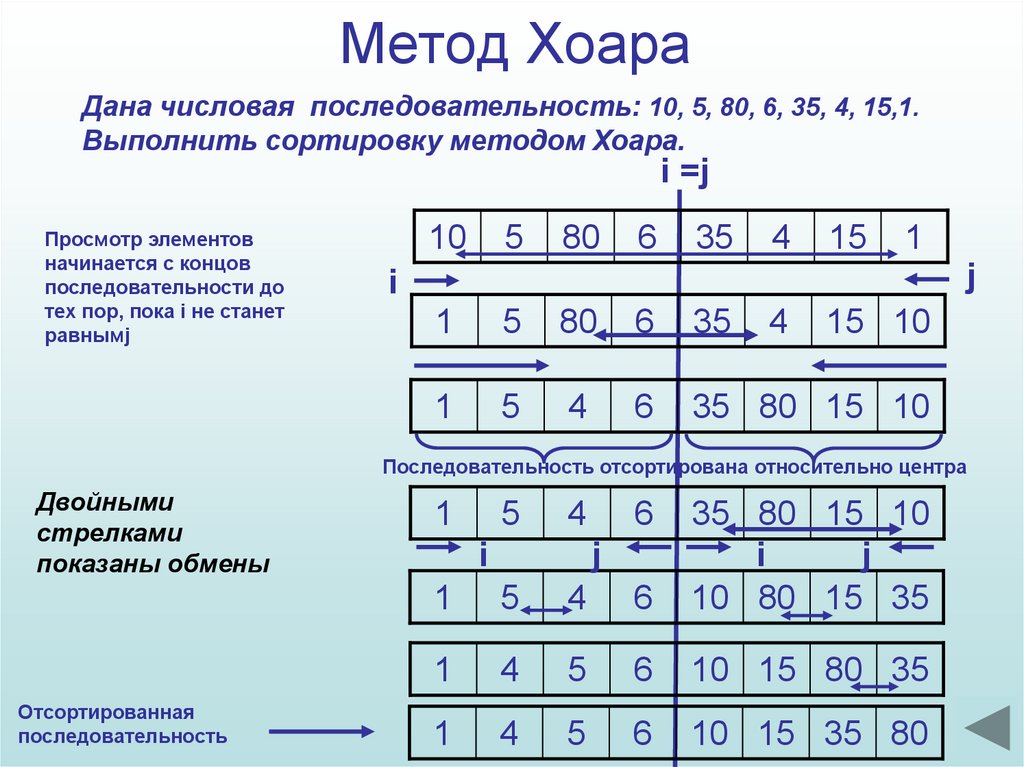 Метод Хоара
Дана числовая последовательность: 10, 5, 80, 6, 35, 4, 15,1.
Выполнить сортировку методом Хоара.
i =j
Просмотр элементов
начинается с концов
последовательности до
тех пор, пока i не станет
равнымj
10 5 80 6 35 4 15 1
i j
1 5 80 6 35 4 15 10
1 5 4 6 35 80 15 10
Последовательность отсортирована относительно центра
Двойными
стрелками
показаны обмены
1 5 4 6 35 80 15 10
i j i j
1 5 4 6 10 80 15 35
1 4 5 6 10 15 80 35
Отсортированная
последовательность
1 4 5 6 10 15 35 80